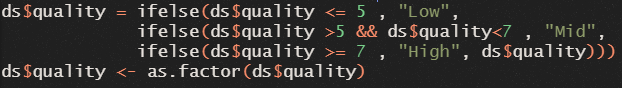 ds$quality = ifelse(ds$quality <= 5 , "Low",
ifelse(ds$quality >5 && ds$quality<7 , "Mid",
ifelse(ds$quality >= 7 , "High", ds$quality)))
ds$quality <- as.factor(ds$quality)